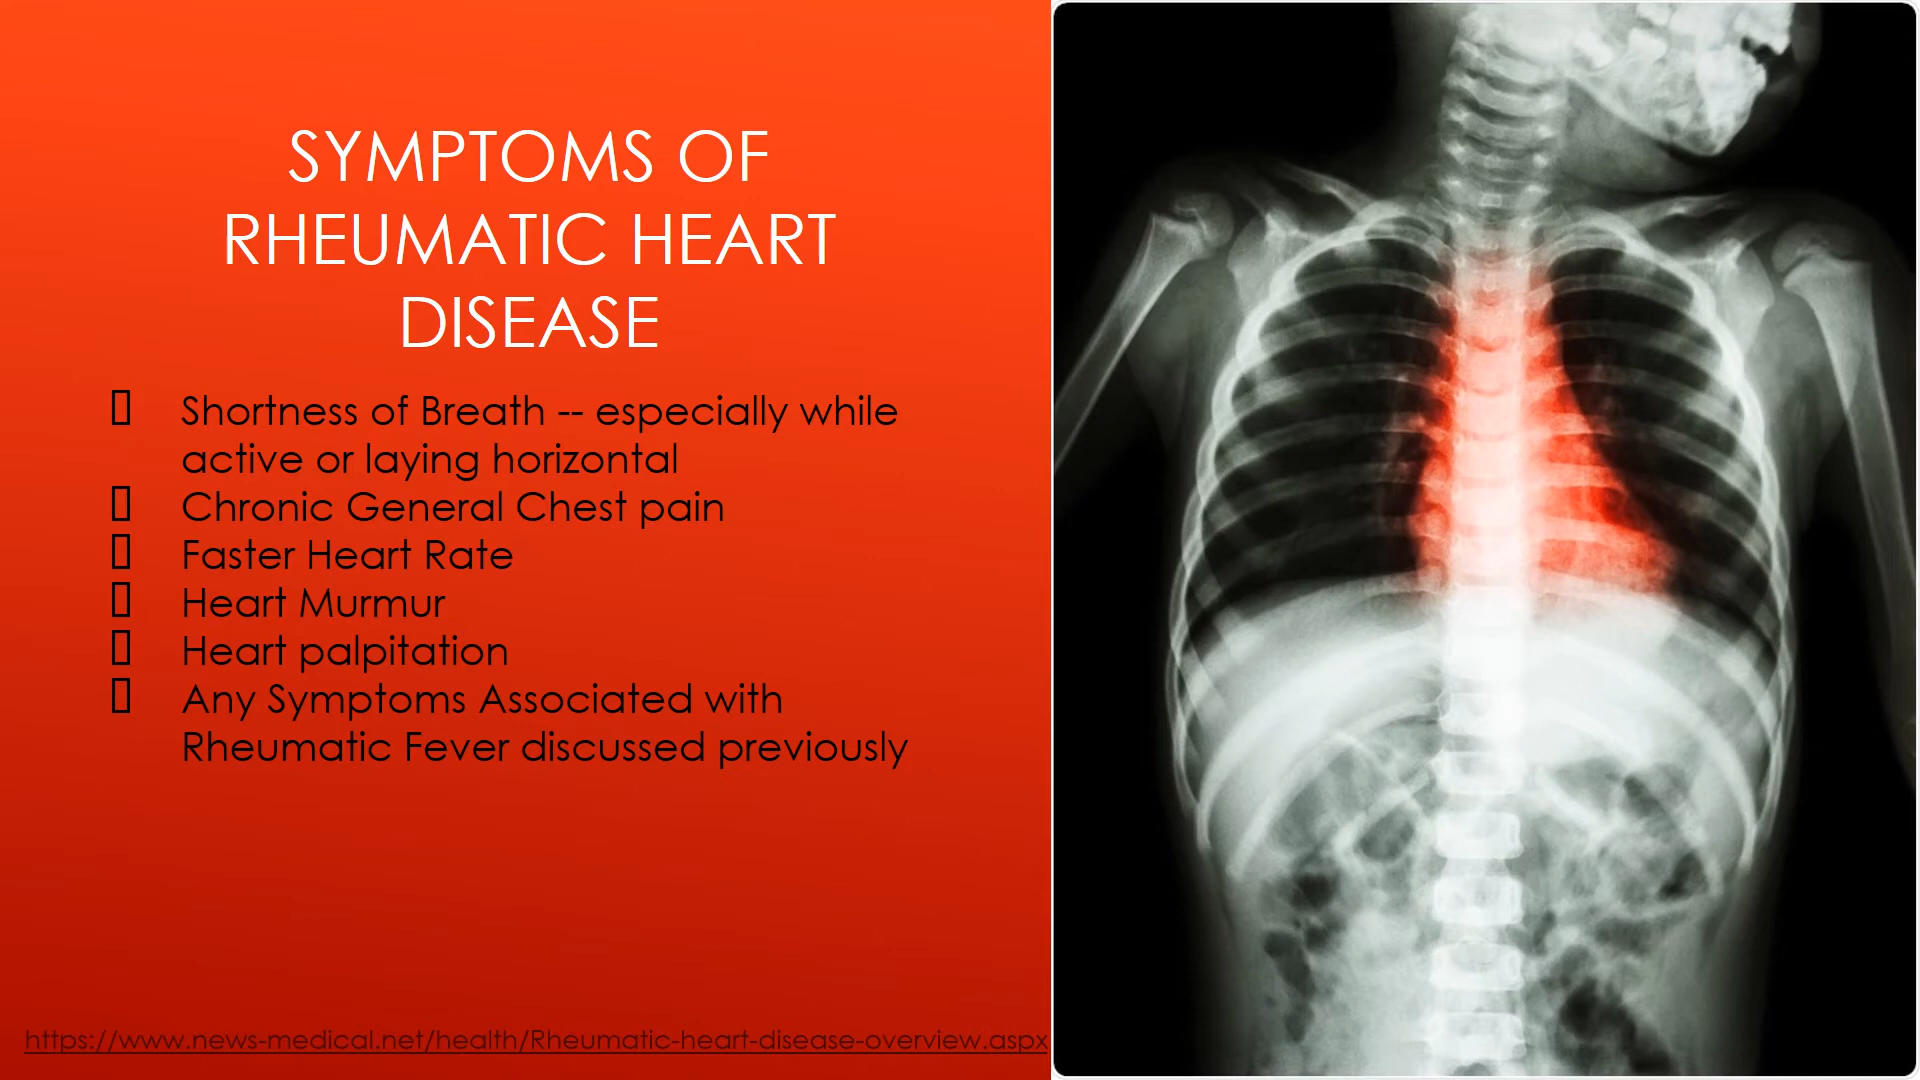 SYMPTOMS OF
RHEUMATIC HEART
DISEASE
Shortness of Breath -- especially while
active or laying horizontal
Chronic General Chest pain
Faster Heart Rate
Heart Murmur
Heart palpitation
Any Symptoms Associated with
Rheumatic Fever discussed previously
https://www.news-medical.net/health/Rheumatic-heart-disease-overview.aspx